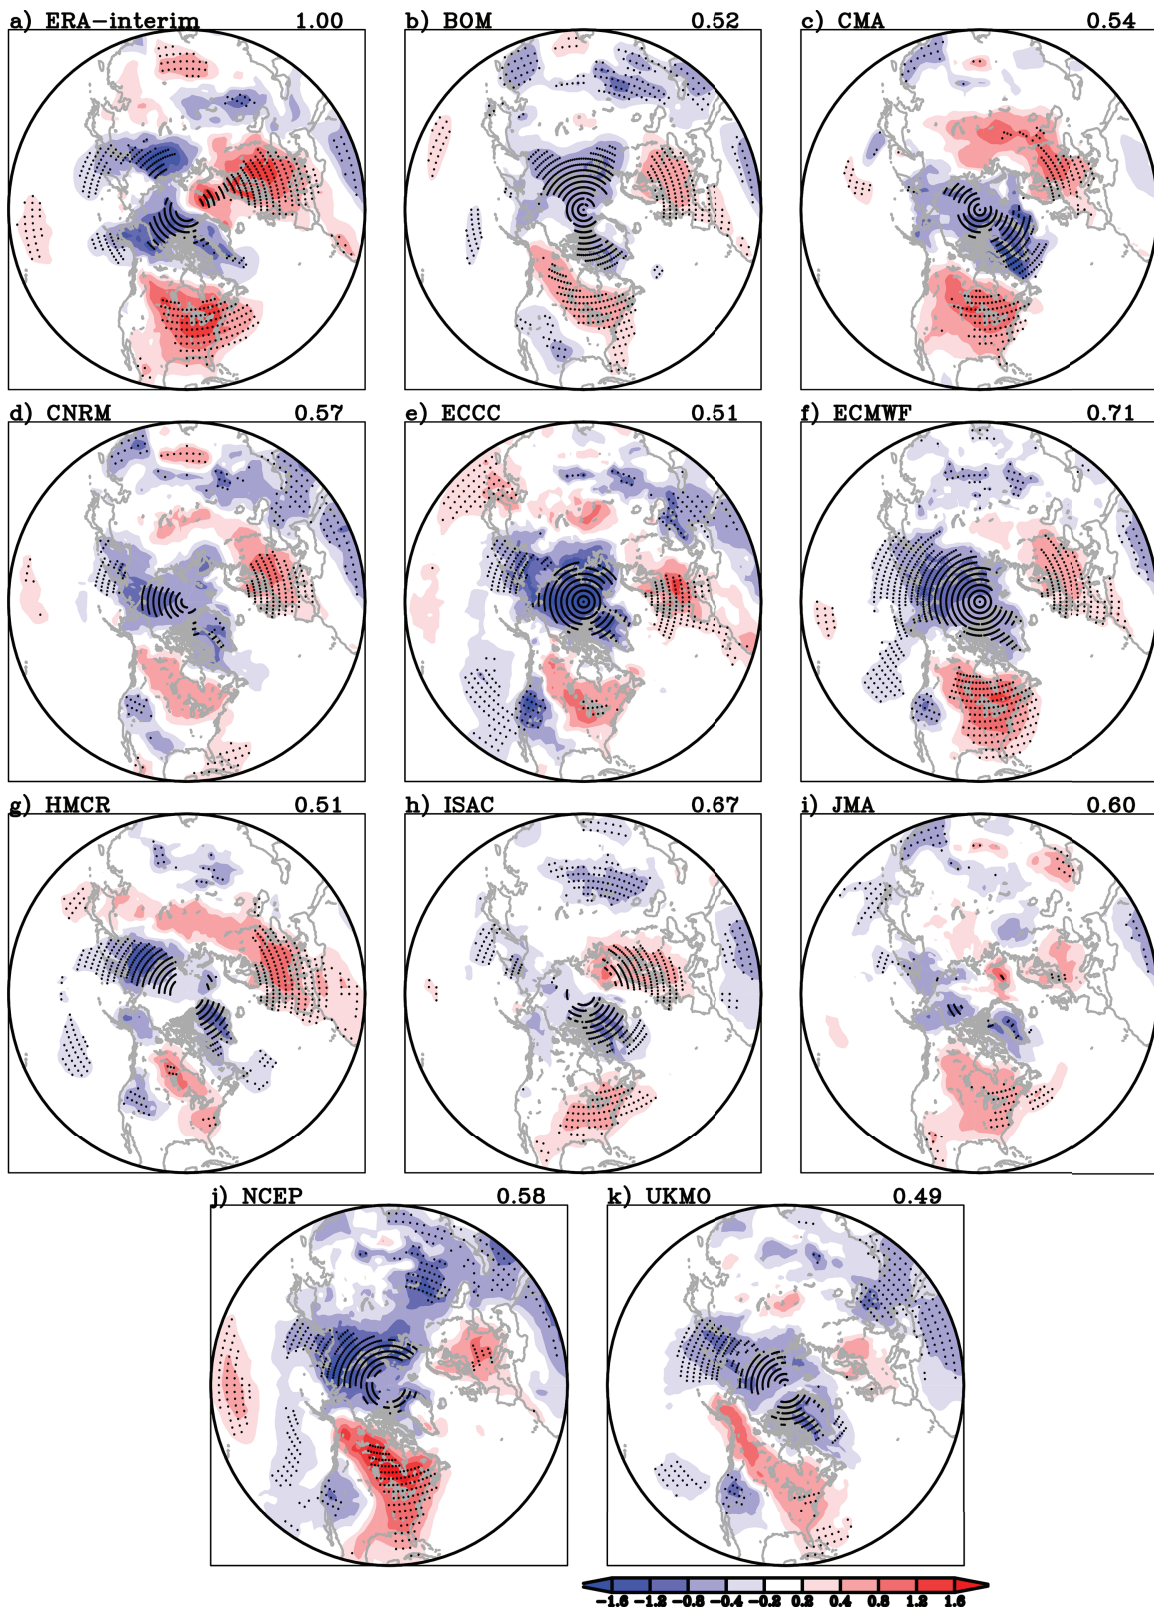 a) ERA-interim 1.00
b) BOM 0.52
c) CMA 0.54
d) CNRM 0.57
e) ECCC 0.51
f) ECMWF 0.71
g) HMCR 0.51
h) ISAC 0.67
i) JMA 0.60
j) NCEP 0.58
k) UKMO 0.49
-1.6 -1.2 -0.8 -0.4 -0.2 0.2 0.4 0.8 1.2 1.6